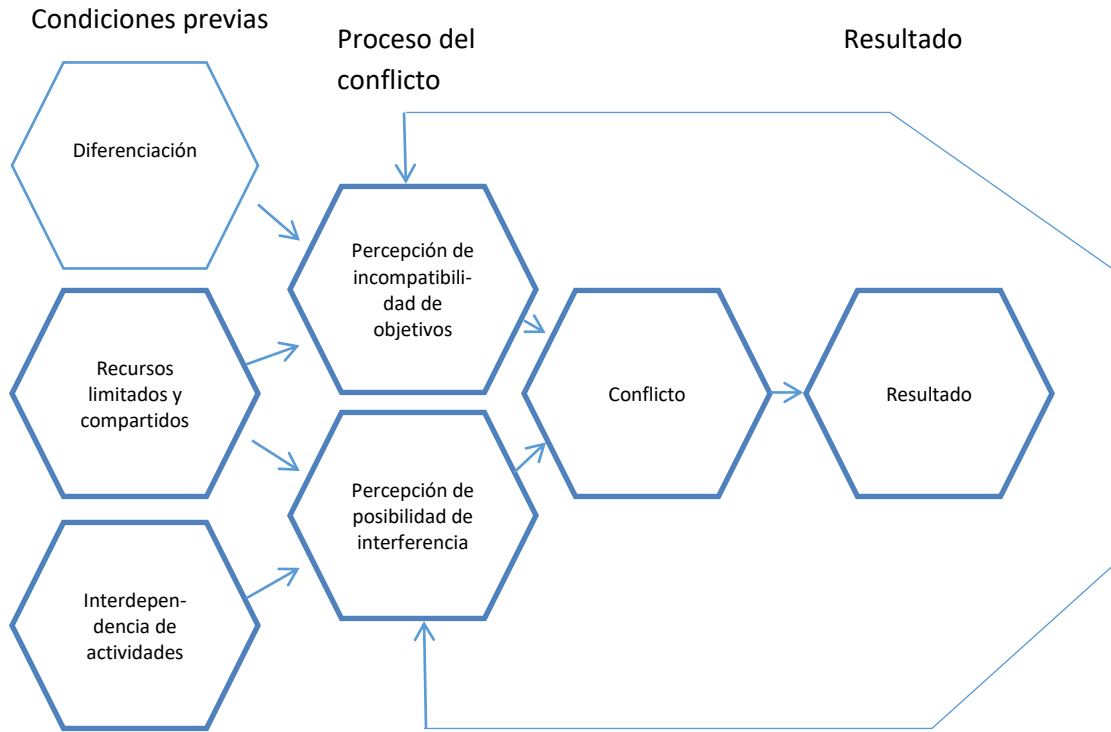 Condiciones previas
Proceso del
conflicto
Resultado
Diferenciación
Recursos
limitados y
compartidos
Interdepen-
dencia de
actividades
Percepción de
incompatibili-
dad de
objetivos
Percepción de
posibilidad de
interferencia
Conflicto
Resultado